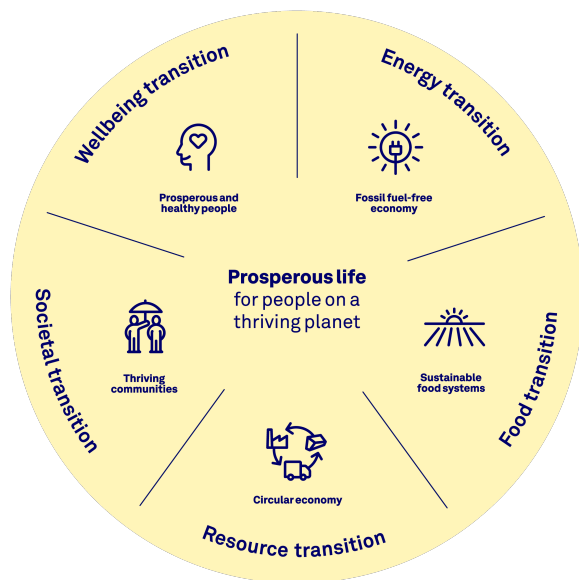 Wellbeing transition
Prosperous and
healthy people
Energy transition
Fossil fuel-free
economy
Prosperous life
for people on a
thriving planet
Societal transition
Thriving
communities
Sustainable
food systems
Food transition
Circular economy
Resource transition